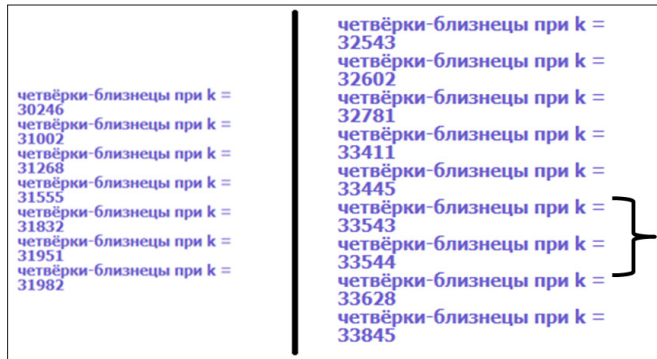 четвёрки-близнецы при k =
30246
четвёрки-близнецы при k =
31002
четвёрки-близнецы при k =
31268
четвёрки-близнецы при k =
31555
четвёрки-близнецы при k =
31832
четвёрки-близнецы при k =
31951
четвёрки-близнецы при k =
31982
четвёрки-близнецы при k =
32543
четвёрки-близнецы при k =
32602
четвёрки-близнецы при k =
32781
четвёрки-близнецы при k =
33411
четвёрки-близнецы при k =
33445
четвёрки-близнецы при k =
33543
четвёрки-близнецы при k =
33544
четвёрки-близнецы при k =
33628
четвёрки-близнецы при k =
33845